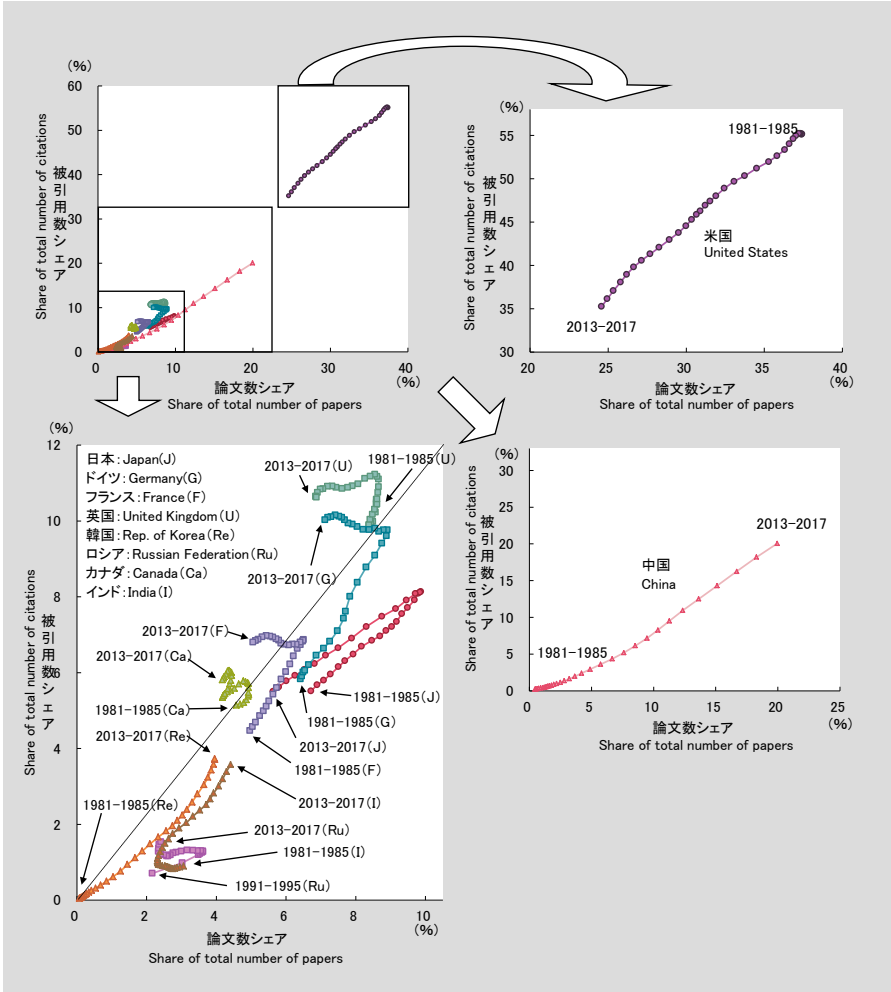 (%)
60
50
40
30
20
10
0
Share of total number of citations
被引用数シェア
0 10 20 30 40
(%)
論文数シェア
Share of total number of papers
(%)
55
50
45
40
35
30
Share of total number of citations
被引用数シェア
1981-1985
米国
United States
2013-2017
20 25 30 35 40
(%)
論文数シェア
Share of total number of papers
(%)
12
10
8
6
4
2
0
Share of total number of citations
被引用数シェア
日本:Japan(J)
ドイツ:Germany(G)
フランス:France(F)
英国:United Kingdom(U)
韓国:Rep. of Korea(Re)
ロシア:Russian Federation(Ru)
カナダ:Canada(Ca)
インド:India(I)
2013-2017(U)
1981-1985(U)
2013-2017(G)
2013-2017(F)
2013-2017(Ca)
1981-1985(Ca)
2013-2017(Re)
1981-1985(J)
1981-1985(G)
2013-2017(J)
1981-1985(F)
2013-2017(I)
1981-1985(Re)
2013-2017(Ru)
1981-1985(I)
1991-1995(Ru)
0 2 4 6 8 10
(%)
論文数シェア
Share of total number of papers
(%)
30
20
10
0
Share of total number of citations
被引用数シェア
2013-2017
中国
China
1981-1985
0 5 10 15 20 25
(%)
論文数シェア
Share of total number of papers